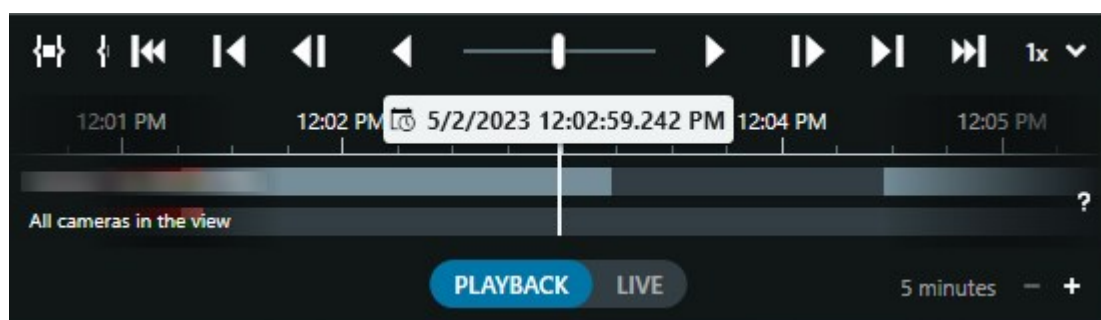 1x
12:01 PM 12:02 PM 5/2/2023 12:02:59.242 PM 12:04 PM 12:05 PM
?
All cameras in the view
PLAYBACK LIVE 5 minutes − +